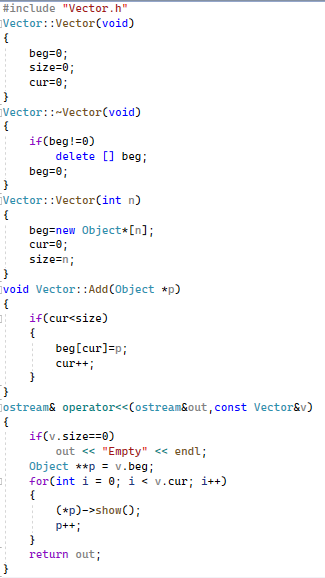 #include "Vector.h"
Vector::Vector(void)
{
    beg=0;
    size=0;
    cur=0;
}
Vector::~Vector(void)
{
    if(beg!=0)
        delete [] beg;
    beg=0;
}
Vector::Vector(int n)
{
    beg=new Object*[n];
    cur=0;
    size=n;
}
void Vector::Add(Object *p)
{
    if(cur<size)
    {
        beg[cur]=p;
        cur++;
    }
}
ostream& operator<<(ostream&out,const Vector&v)
{
    if(v.size==0)
        out << "Empty" << endl;
    Object **p = v.beg;
    for(int i = 0; i < v.cur; i++)
    {
        (*p)->show();
        p++;
    }
    return out;
}